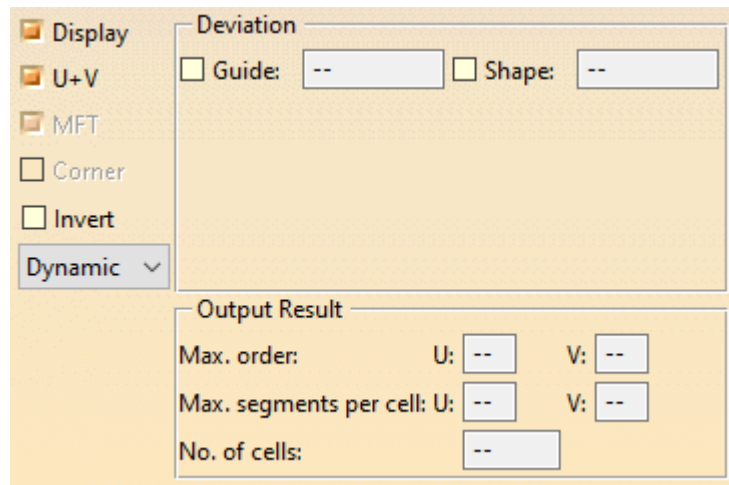 Display
U+V
MFT
Corner
Invert
Dynamic
Deviation
Guide: -- Shape: --
Output Result
Max. order: U: -- V: --
Max. segments per cell: U: -- V: --
No. of cells: --